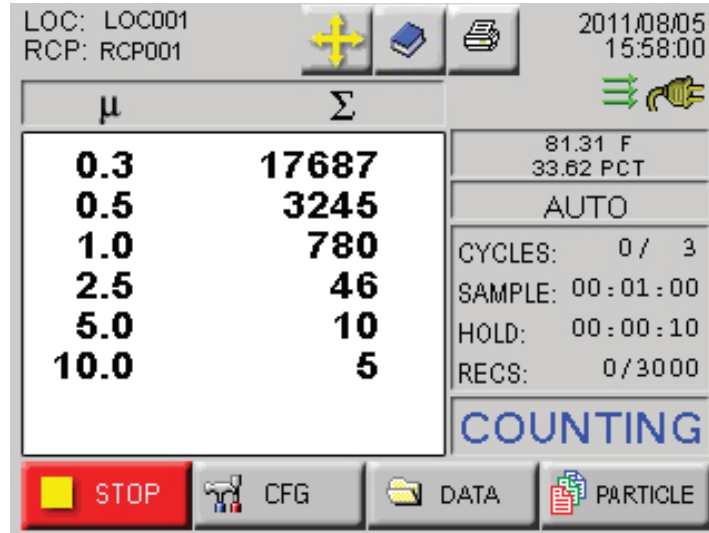 LOC: LOC001
RCP: RCP001
2011/08/05
15:58:00
μ Σ
0.3 17687
0.5 3245
1.0 780
2.5 46
5.0 10
10.0 5
81.31 F
33.62 PCT
AUTO
CYCLES: 0/ 3
SAMPLE: 00:01:00
HOLD: 00:00:10
RECS: 0/3000
COUNTING
STOP CFG DATA PARTICLE